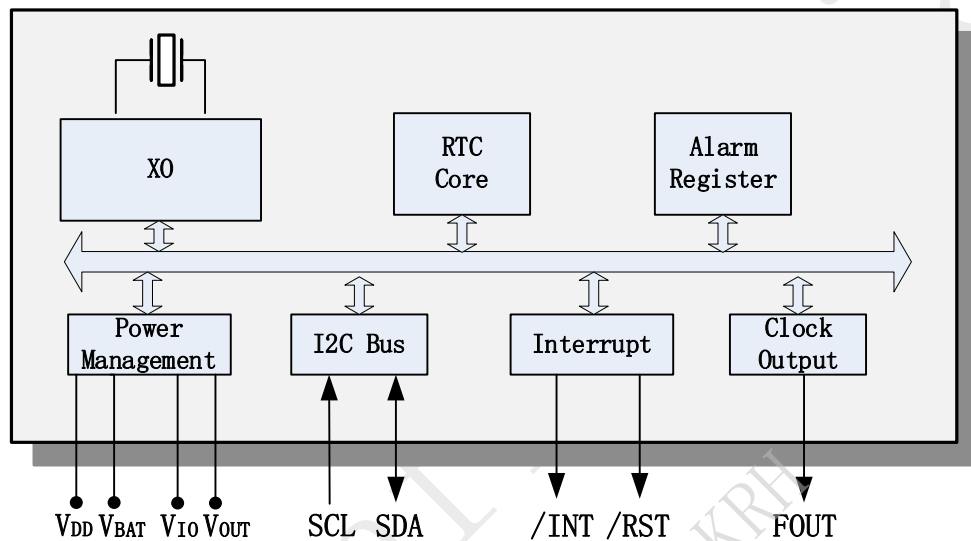 XO
RTC
Core
Alarm
Register
Power
Management
I2C Bus
Interrupt
Clock
Output
VDD VBAT VIO VOUT SCL SDA /INT /RST FOUT
KRH